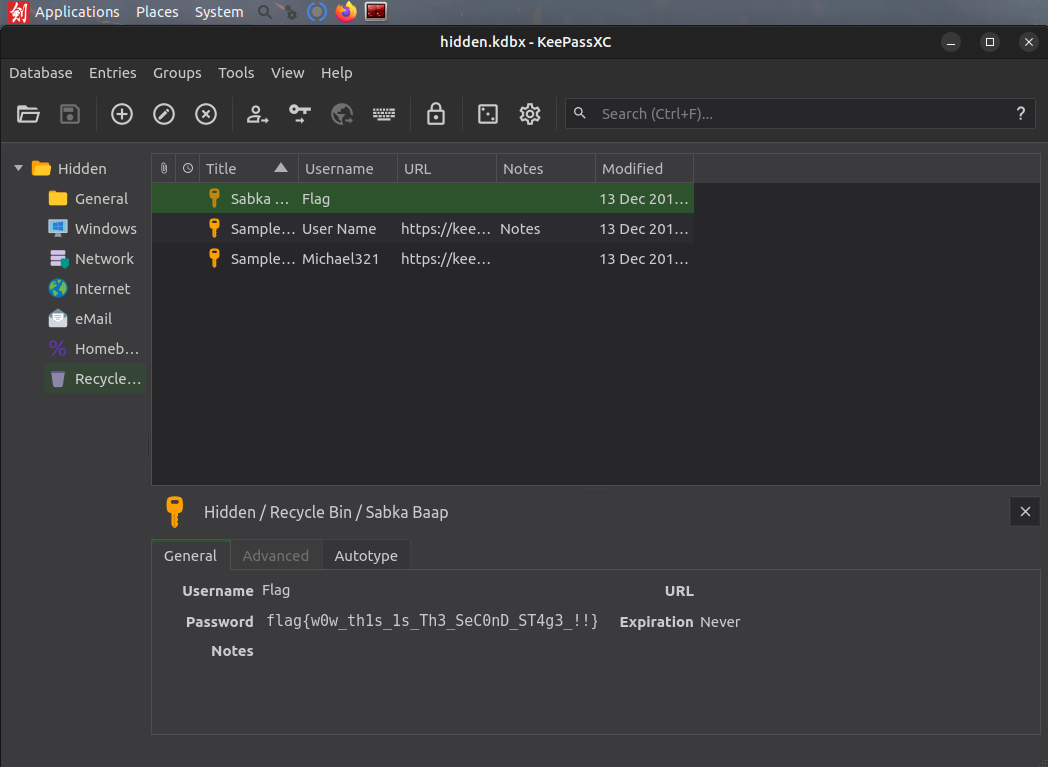 Applications Places System
hidden.kdbx - KeePassXC
Database Entries Groups Tools View Help
Search (Ctrl+F)... ?
Hidden
General
Windows
Network
Internet
eMail
Homeb...
Recycle...
Title Username URL Notes Modified
Sabka ... Flag 13 Dec 201...
Sample... User Name https://kee... Notes 13 Dec 201...
Sample... Michael321 https://kee... 13 Dec 201...
Hidden / Recycle Bin / Sabka Baap
General Advanced Autotype
Username Flag URL
Password flag{w0w_th1s_1s_Th3_SeC0nD_ST4g3_!!} Expiration Never
Notes